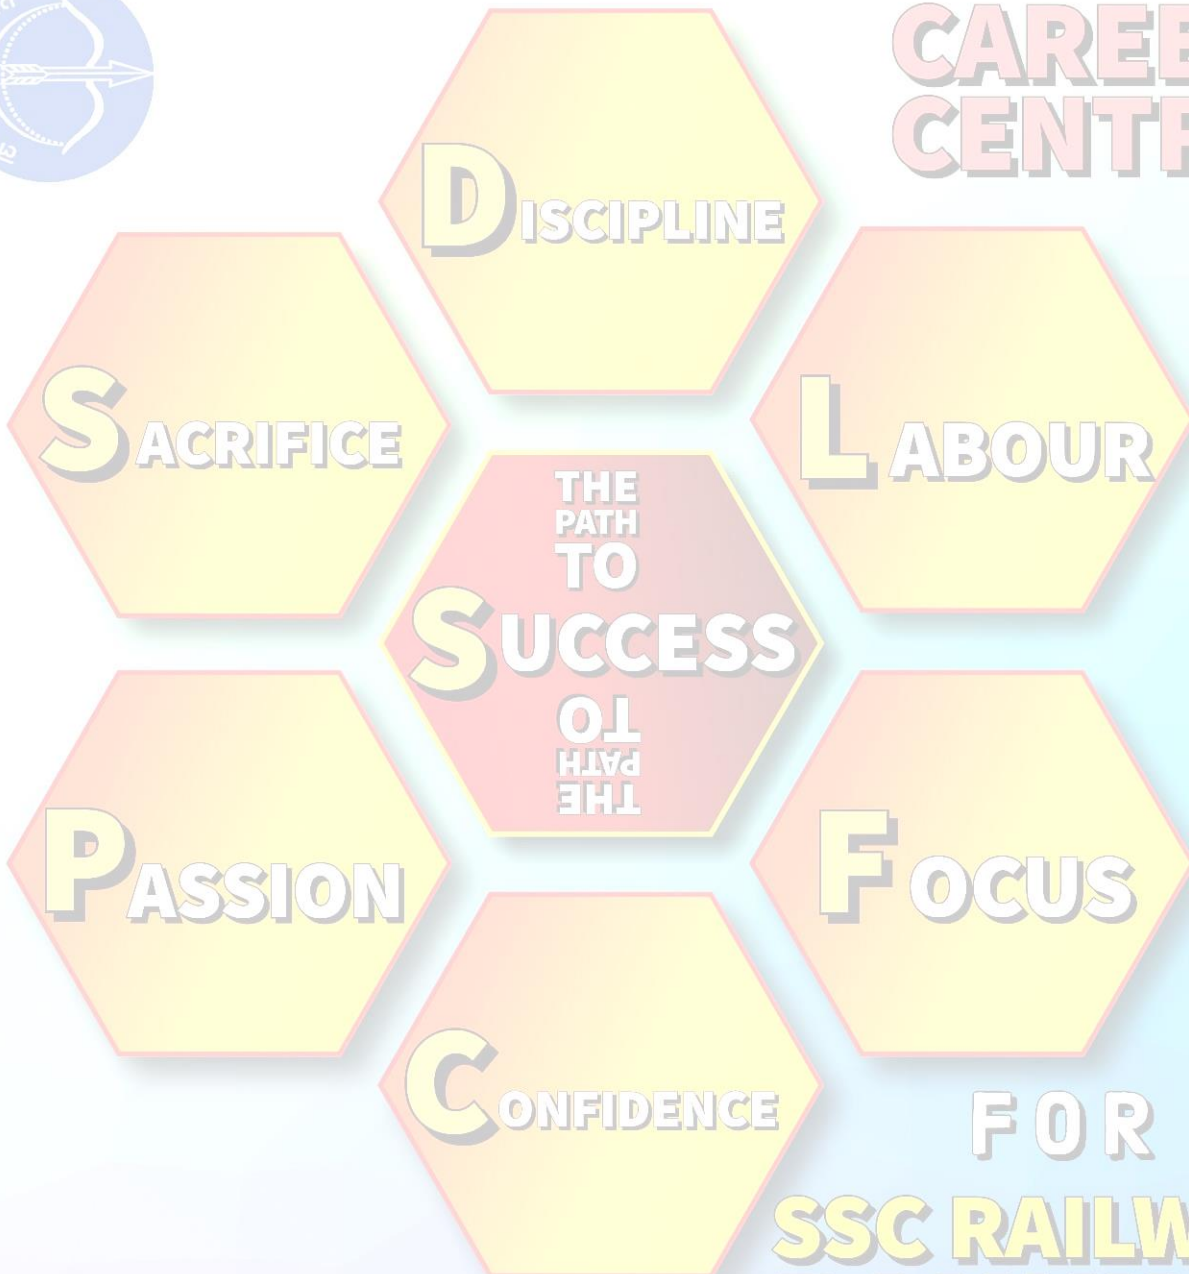 CAREE
CENTR
DISCIPLINE
SACRIFICE
LABOUR
THE
PATH
TO
SUCCESS
TO
PATH
THE
PASSION
FOCUS
CONFIDENCE
FOR
SSC RAILW